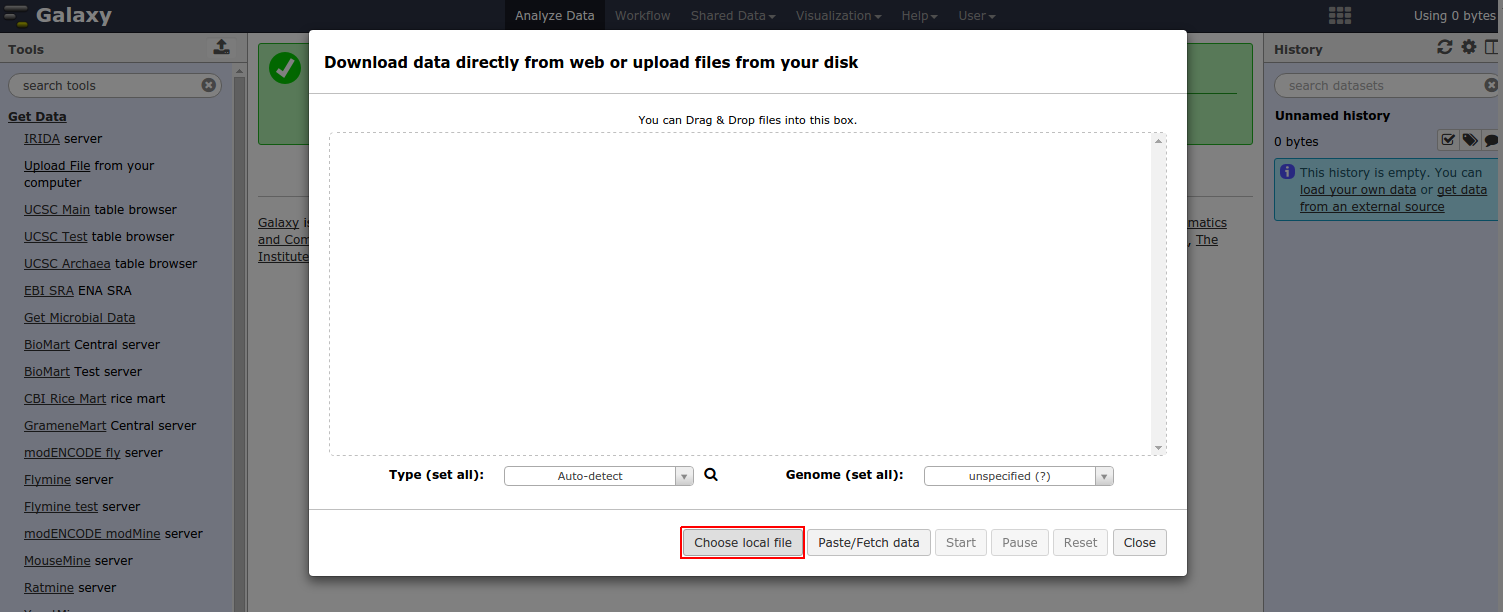 Galaxy
Analyze Data Workflow Shared Data Visualization Help User
Using 0 bytes
Tools
search tools
Get Data
IRIDA server
Upload File from your
computer
UCSC Main table browser
UCSC Test table browser
UCSC Archaea table browser
EBI SRA ENA SRA
Get Microbial Data
BioMart Central server
BioMart Test server
CBI Rice Mart rice mart
GrameneMart Central server
modENCODE fly server
Flymine server
Flymine test server
modENCODE modMine server
MouseMine server
Ratmine server
Galaxy
and Com
Institute
Download data directly from web or upload files from your disk
You can Drag & Drop files into this box.
Type (set all): Auto-detect
Genome (set all): unspecified (?)
Choose local file Paste/Fetch data Start Pause Reset Close
matics
, The
History
search datasets
Unnamed history
0 bytes
This history is empty. You can
load your own data or get data
from an external source